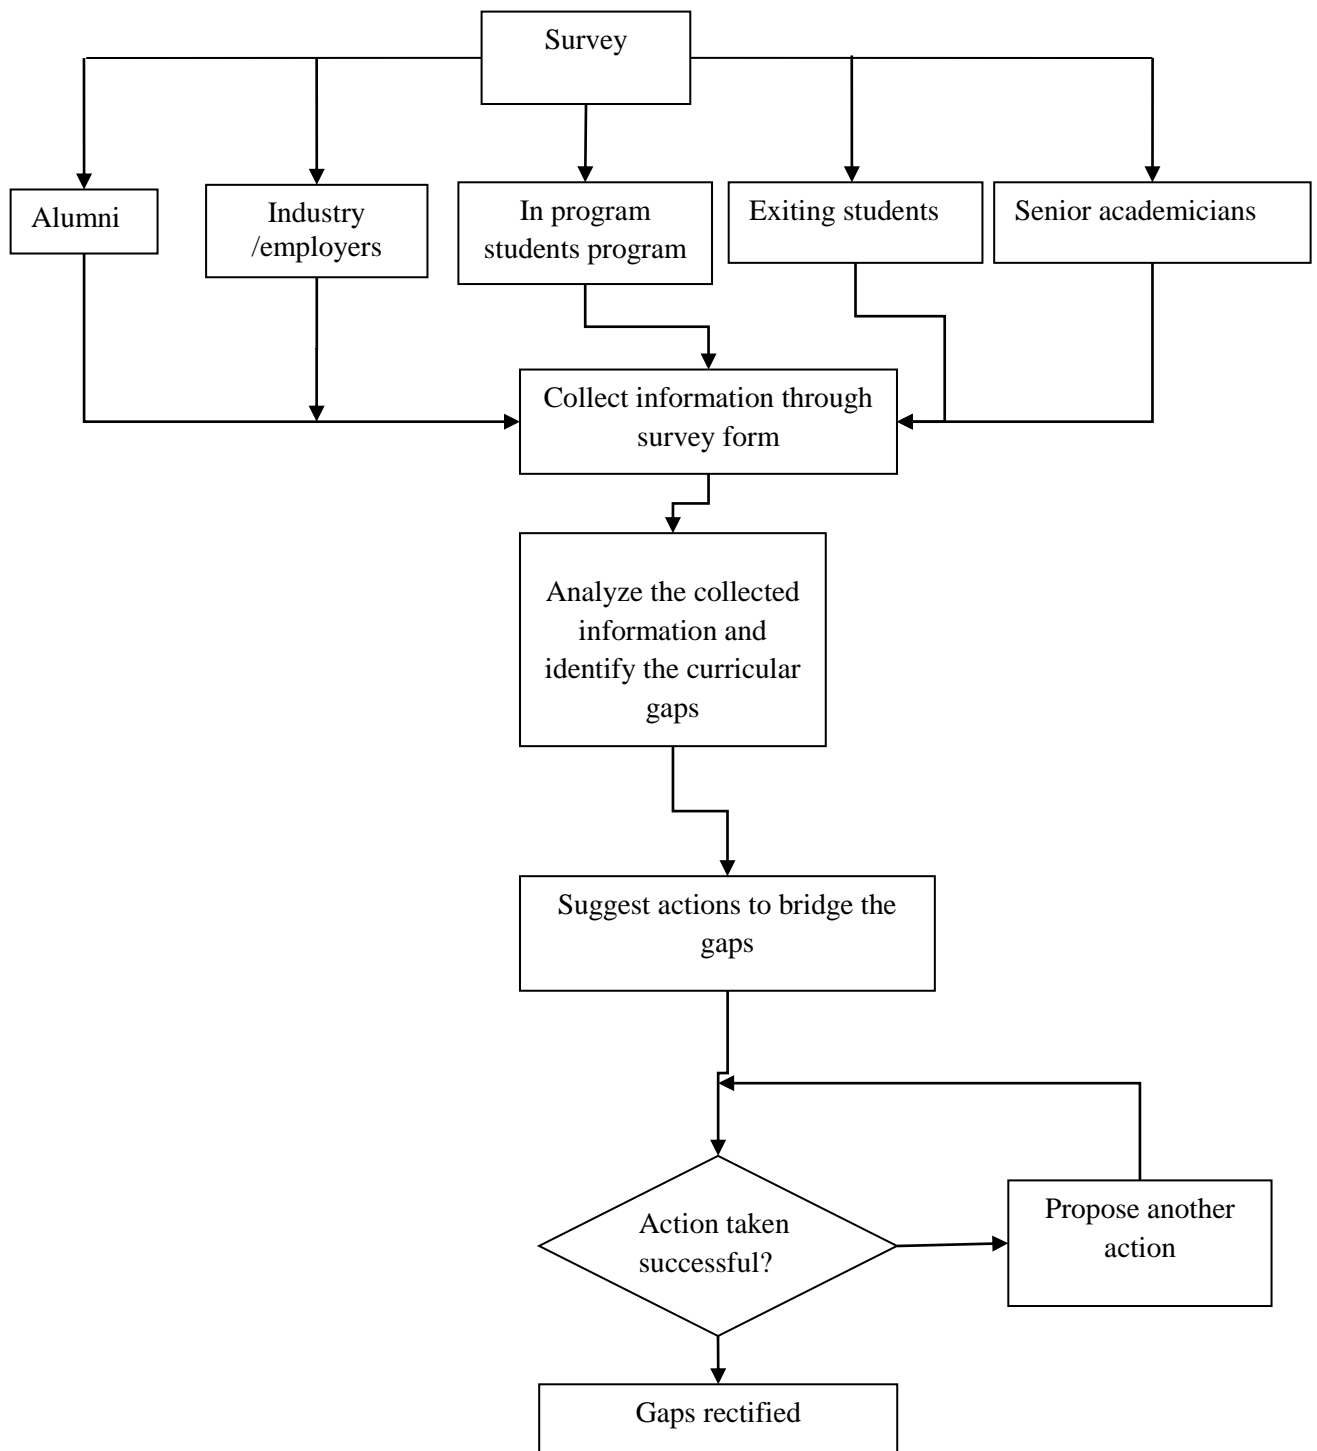 Survey
Alumni
Industry
/employers
In program
students program
Exiting students
Senior academicians
Collect information through
survey form
Analyze the collected
information and
identify the curricular
gaps
Suggest actions to bridge the
gaps
Action taken
successful?
Propose another
action
Gaps rectified